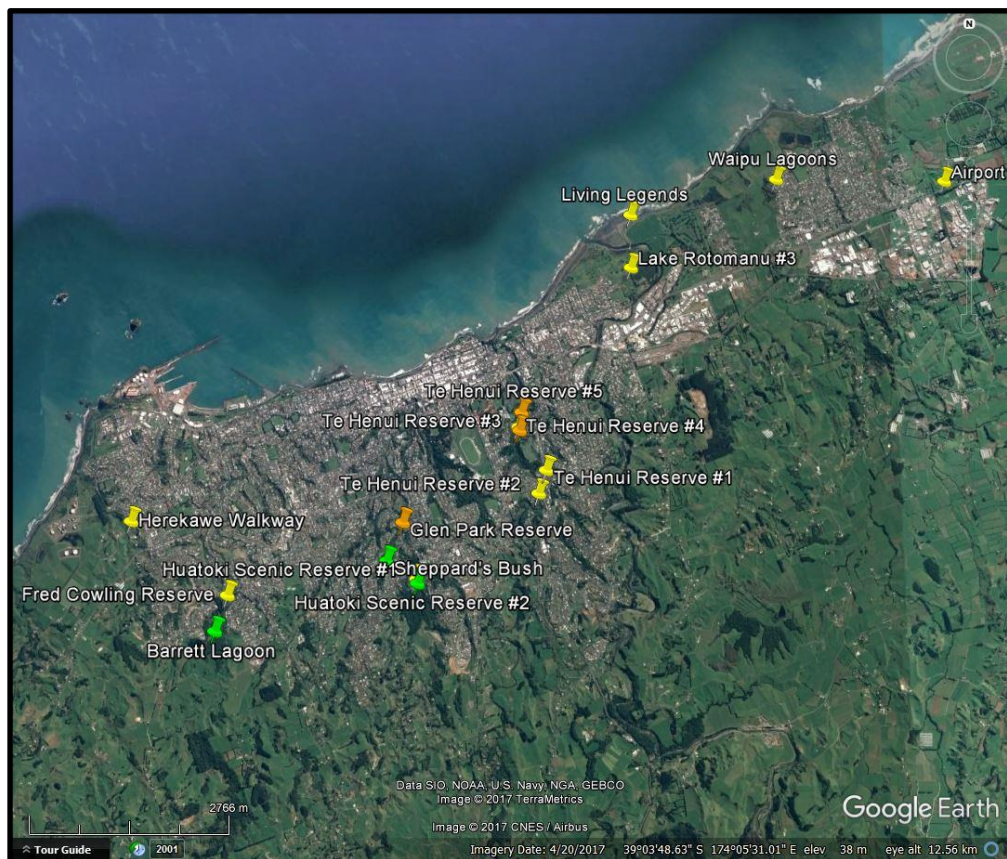 N
Waipu Lagoons
Airport
Living Legends
Lake Rotomanu #3
Te Henui Reserve #5
Te Henui Reserve #3
Te Henui Reserve #4
Te Henui Reserve #1
Te Henui Reserve #2
Herekawe Walkway
Glen Park Reserve
Huatoki Scenic Reserve #1
Sheppard's Bush
Fred Cowling Reserve
Huatoki Scenic Reserve #2
Barrett Lagoon
Data SIO, NOAA, U.S. Navy, NGA, GEBCO
Image © 2017 TerraMetrics
2766 m
Google Earth
Image © 2017 CNES / Airbus
Tour Guide
2001
Imagery Date: 4/20/2017 39°03'48.63" S 174°05'31.01" E elev 38 m eye alt 12.56 km